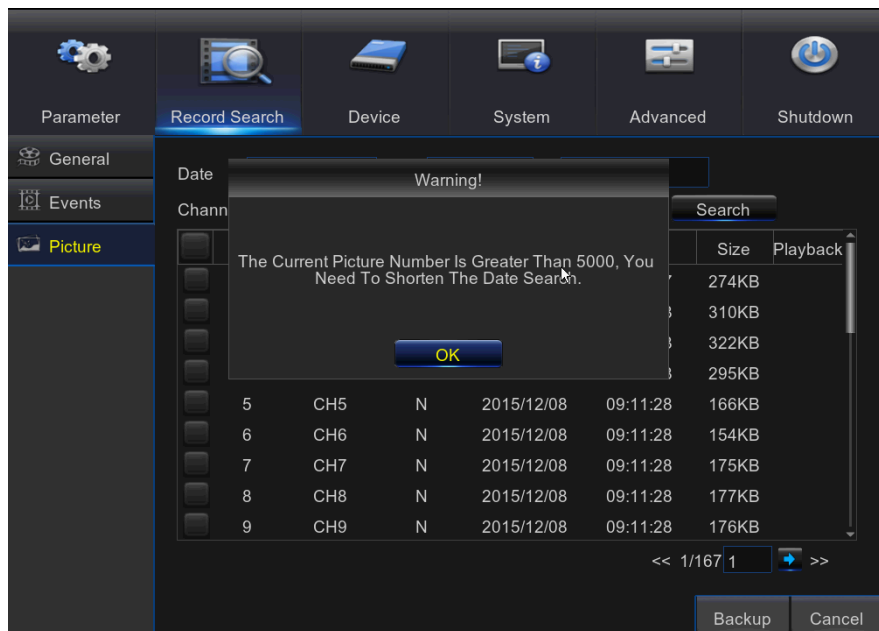 Parameter Record Search Device System Advanced Shutdown
General
Events
Picture
Date
Chann
Search
Warning!
The Current Picture Number Is Greater Than 5000, You
Need To Shorten The Date Search.
OK
Size Playback
274KB
310KB
322KB
295KB
5 CH5 N 2015/12/08 09:11:28 166KB
6 CH6 N 2015/12/08 09:11:28 154KB
7 CH7 N 2015/12/08 09:11:28 175KB
8 CH8 N 2015/12/08 09:11:28 177KB
9 CH9 N 2015/12/08 09:11:28 176KB
<< 1/167 1 >>
Backup Cancel